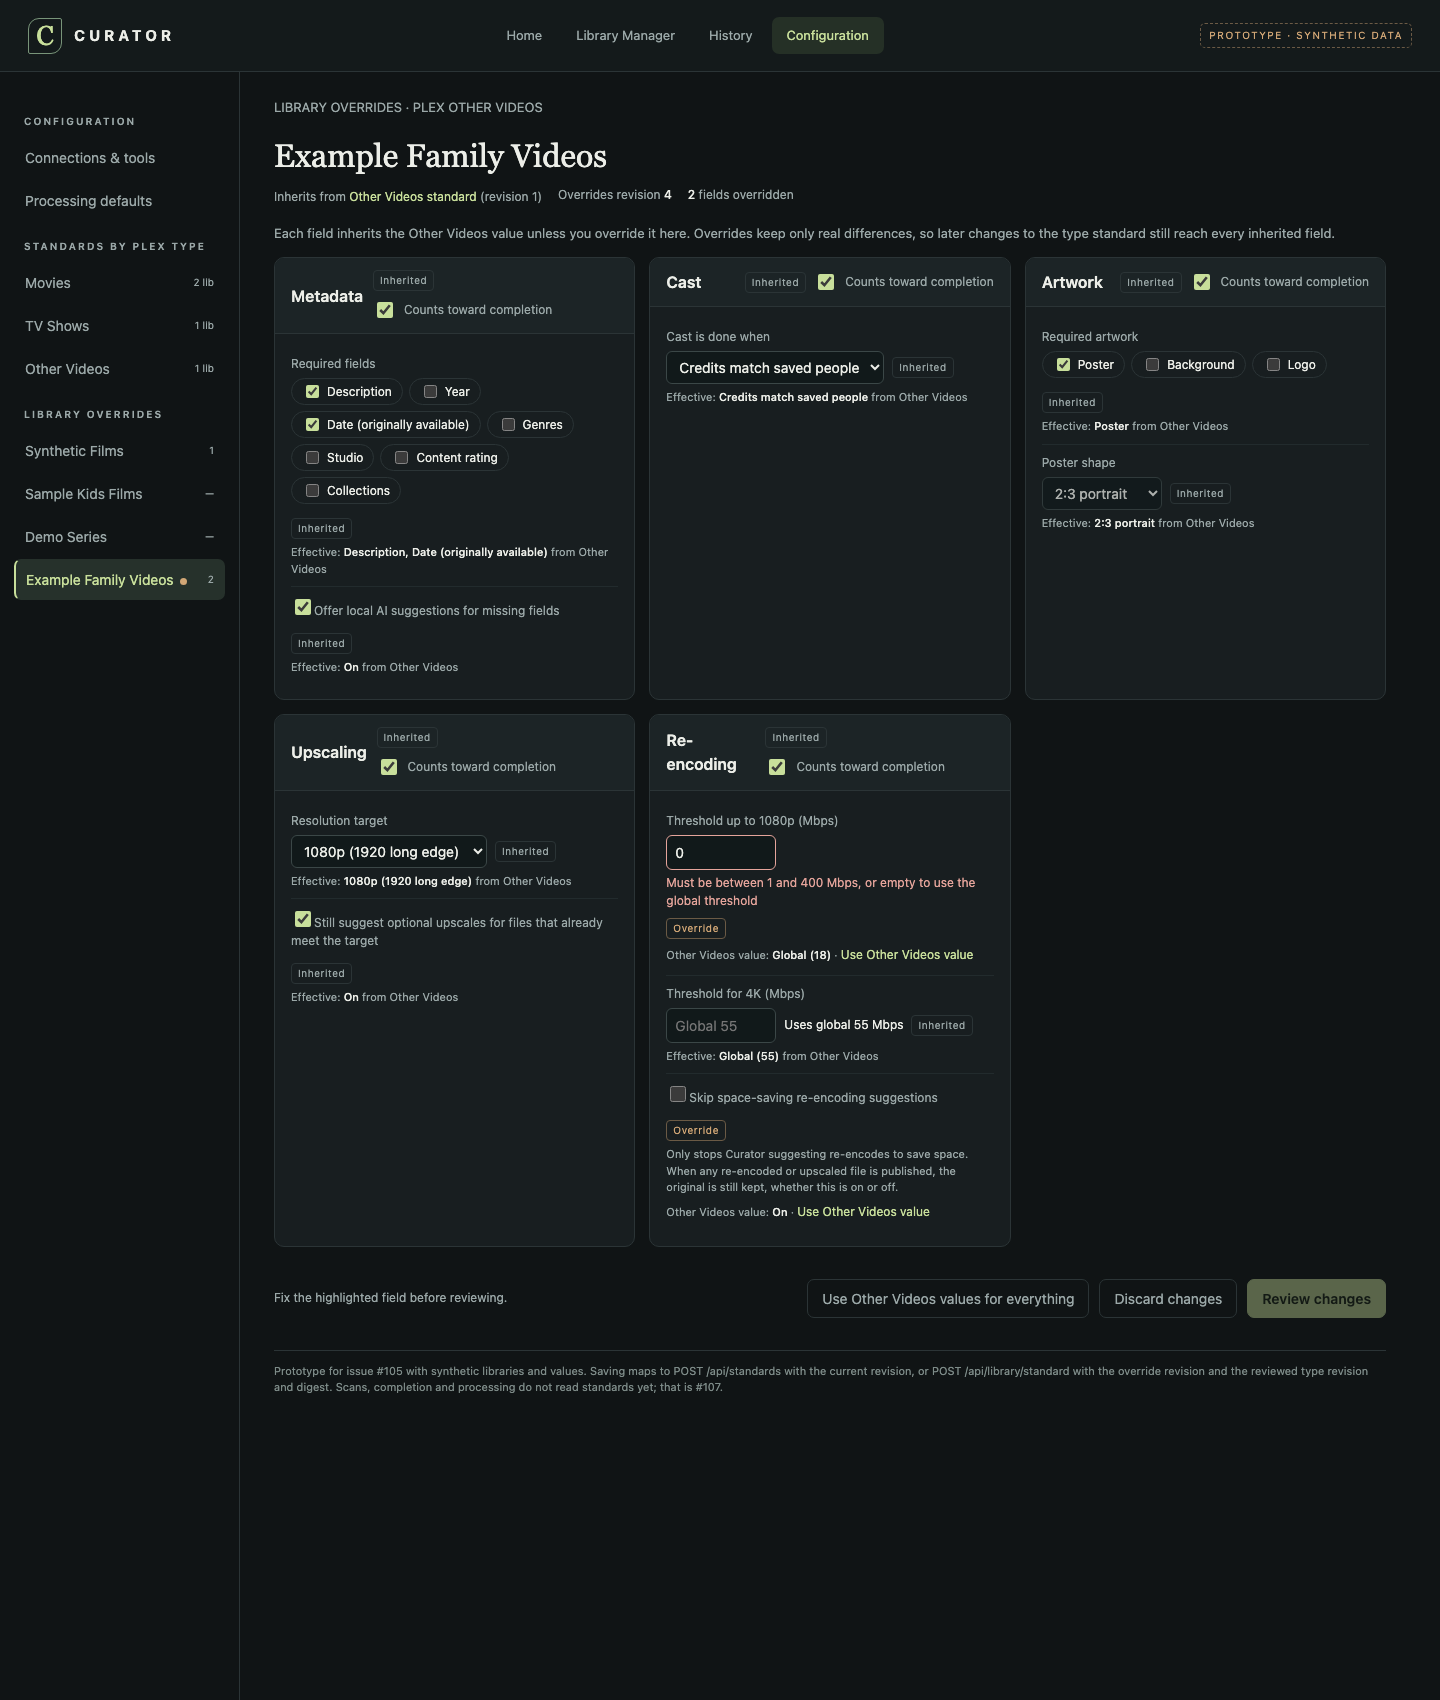 C CURATOR
Home
Library Manager
History
Configuration
PROTOTYPE · SYNTHETIC DATA
CONFIGURATION
Connections & tools
Processing defaults
STANDARDS BY PLEX TYPE
Movies 2 lib
TV Shows 1 lib
Other Videos 1 lib
LIBRARY OVERRIDES
Synthetic Films 1
Sample Kids Films —
Demo Series —
Example Family Videos 2
LIBRARY OVERRIDES · PLEX OTHER VIDEOS
Example Family Videos
Inherits from Other Videos standard (revision 1) Overrides revision 4 2 fields overridden
Each field inherits the Other Videos value unless you override it here. Overrides keep only real differences, so later changes to the type standard still reach every inherited field.
Metadata
Inherited
Counts toward completion
Required fields
Description Year
Date (originally available) Genres
Studio Content rating
Collections
Inherited
Effective: Description, Date (originally available) from Other
Videos
Offer local AI suggestions for missing fields
Inherited
Effective: On from Other Videos
Cast Inherited Counts toward completion
Cast is done when
Credits match saved people Inherited
Effective: Credits match saved people from Other Videos
Artwork Inherited Counts toward completion
Required artwork
Poster Background Logo
Inherited
Effective: Poster from Other Videos
Poster shape
2:3 portrait Inherited
Effective: 2:3 portrait from Other Videos
Upscaling
Inherited
Counts toward completion
Resolution target
1080p (1920 long edge) Inherited
Effective: 1080p (1920 long edge) from Other Videos
Still suggest optional upscales for files that already
meet the target
Inherited
Effective: On from Other Videos
Re-
encoding
Inherited
Counts toward completion
Threshold up to 1080p (Mbps)
0
Must be between 1 and 400 Mbps, or empty to use the
global threshold
Override
Other Videos value: Global (18) · Use Other Videos value
Threshold for 4K (Mbps)
Global 55 Uses global 55 Mbps Inherited
Effective: Global (55) from Other Videos
Skip space-saving re-encoding suggestions
Override
Only stops Curator suggesting re-encodes to save space.
When any re-encoded or upscaled file is published, the
original is still kept, whether this is on or off.
Other Videos value: On · Use Other Videos value
Fix the highlighted field before reviewing.
Use Other Videos values for everything
Discard changes
Review changes
Prototype for issue #105 with synthetic libraries and values. Saving maps to POST /api/standards with the current revision, or POST /api/library/standard with the override revision and the reviewed type revision
and digest. Scans, completion and processing do not read standards yet; that is #107.